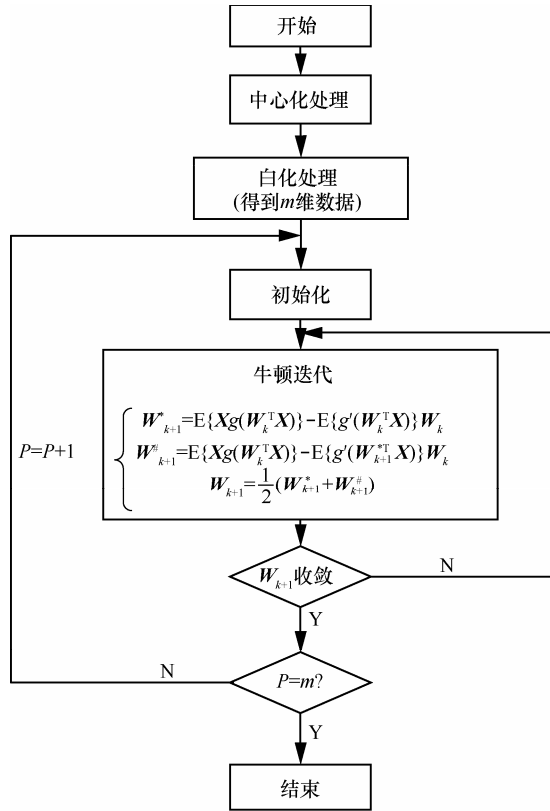 开始
中心化处理
白化处理
(得到m维数据)
初始化
牛顿迭代
W*ₖ₊₁=E{Xg(WₖᵀX)}−E{g′(WₖᵀX)}Wₖ
W#ₖ₊₁=E{Xg(WₖᵀX)}−E{g′(W*ᵀₖ₊₁X)}Wₖ
Wₖ₊₁=1/2(W*ₖ₊₁+W#ₖ₊₁)
P=P+1
Wₖ₊₁收敛
N
Y
P=m?
N
Y
结束